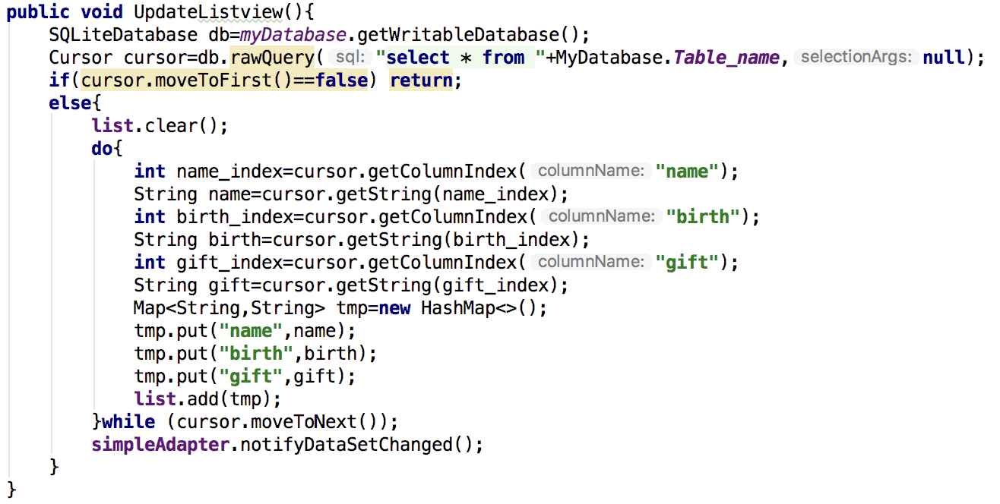 public void UpdateListview(){
    SQLiteDatabase db=myDatabase.getWritableDatabase();
    Cursor cursor=db.rawQuery( sql: "select * from "+MyDatabase.Table_name, selectionArgs: null);
    if(cursor.moveToFirst()==false) return;
    else{
        list.clear();
        do{
            int name_index=cursor.getColumnIndex( columnName: "name");
            String name=cursor.getString(name_index);
            int birth_index=cursor.getColumnIndex( columnName: "birth");
            String birth=cursor.getString(birth_index);
            int gift_index=cursor.getColumnIndex( columnName: "gift");
            String gift=cursor.getString(gift_index);
            Map<String,String> tmp=new HashMap<>();
            tmp.put("name",name);
            tmp.put("birth",birth);
            tmp.put("gift",gift);
            list.add(tmp);
        }while (cursor.moveToNext());
        simpleAdapter.notifyDataSetChanged();
    }
}